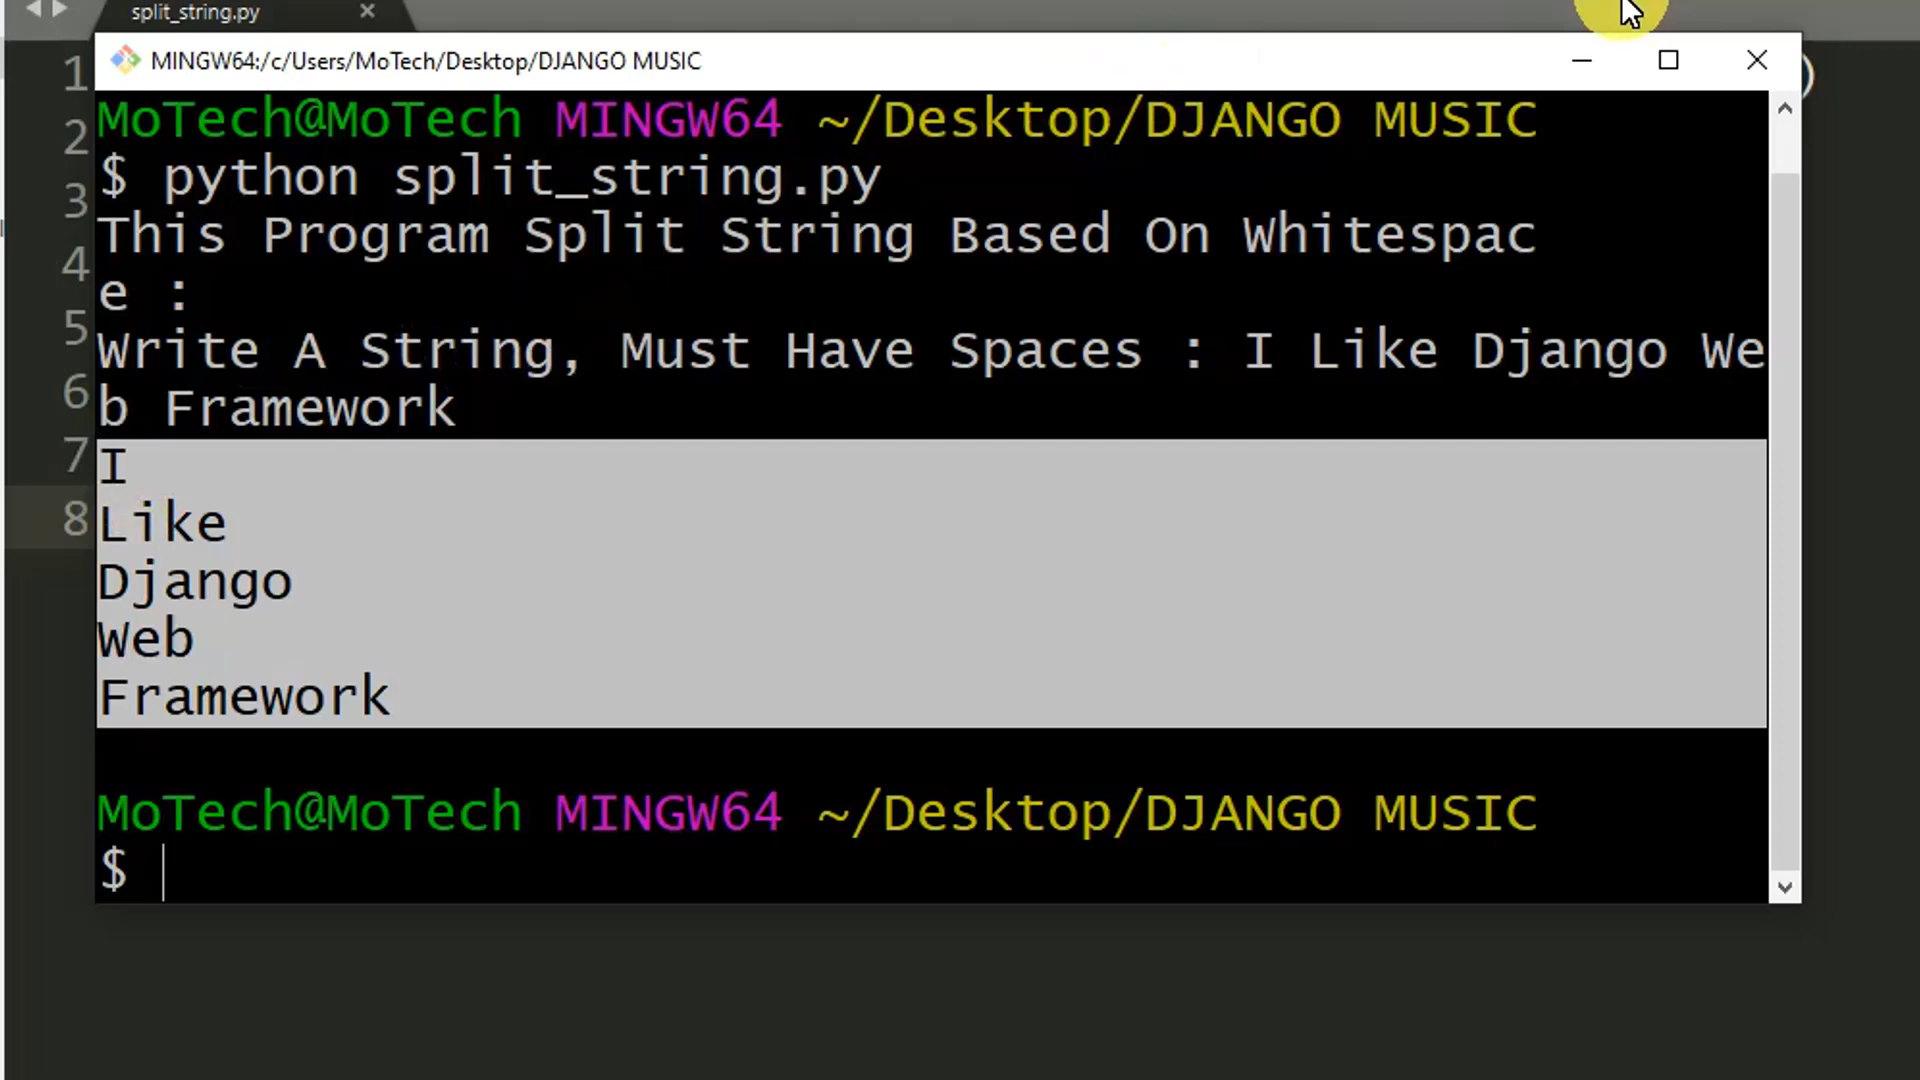 split_string.py
MINGW64:/c/Users/MoTech/Desktop/DJANGO MUSIC
1
2
3
4
5
6
7
8
)
MoTech@MoTech MINGW64 ~/Desktop/DJANGO MUSIC
$ python split_string.py
This Program Split String Based On Whitespac
e :
Write A String, Must Have Spaces : I Like Django We
b Framework
I
Like
Django
Web
Framework
MoTech@MoTech MINGW64 ~/Desktop/DJANGO MUSIC
$